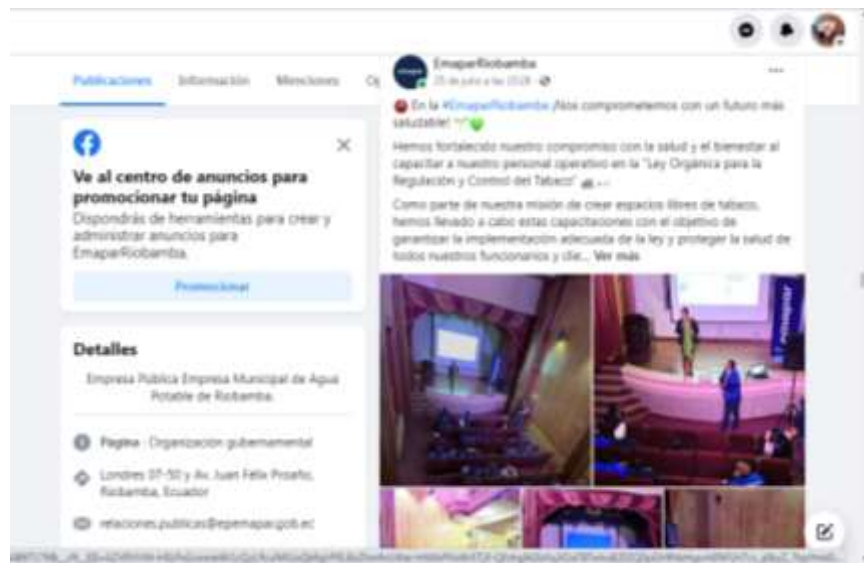 Publicaciones Información Menciones
Ve al centro de anuncios para
promocionar tu página
Dispondrás de herramientas para crear y
administrar anuncios para
EmaparRiobamba.
Promocionar
Detalles
Empresa Pública Empresa Municipal de Agua
Potable de Riobamba.
Página · Organización gubernamental
Londres 07-50 y Av. Juan Félix Proaño,
Riobamba, Ecuador
relaciones.publicas@epemapar.gob.ec
EmaparRiobamba
25 de julio a las
En la #EmaparRiobamba ¡Nos comprometemos con un futuro más
saludable!
Hemos fortalecido nuestro compromiso con la salud y el bienestar al
capacitar a nuestro personal operativo en la "Ley Orgánica para la
Regulación y Control del Tabaco"
Como parte de nuestra misión de crear espacios libres de tabaco,
hemos llevado a cabo estas capacitaciones con el objetivo de
garantizar la implementación adecuada de la ley y proteger la salud de
todos nuestros funcionarios y clie... Ver más
emapar